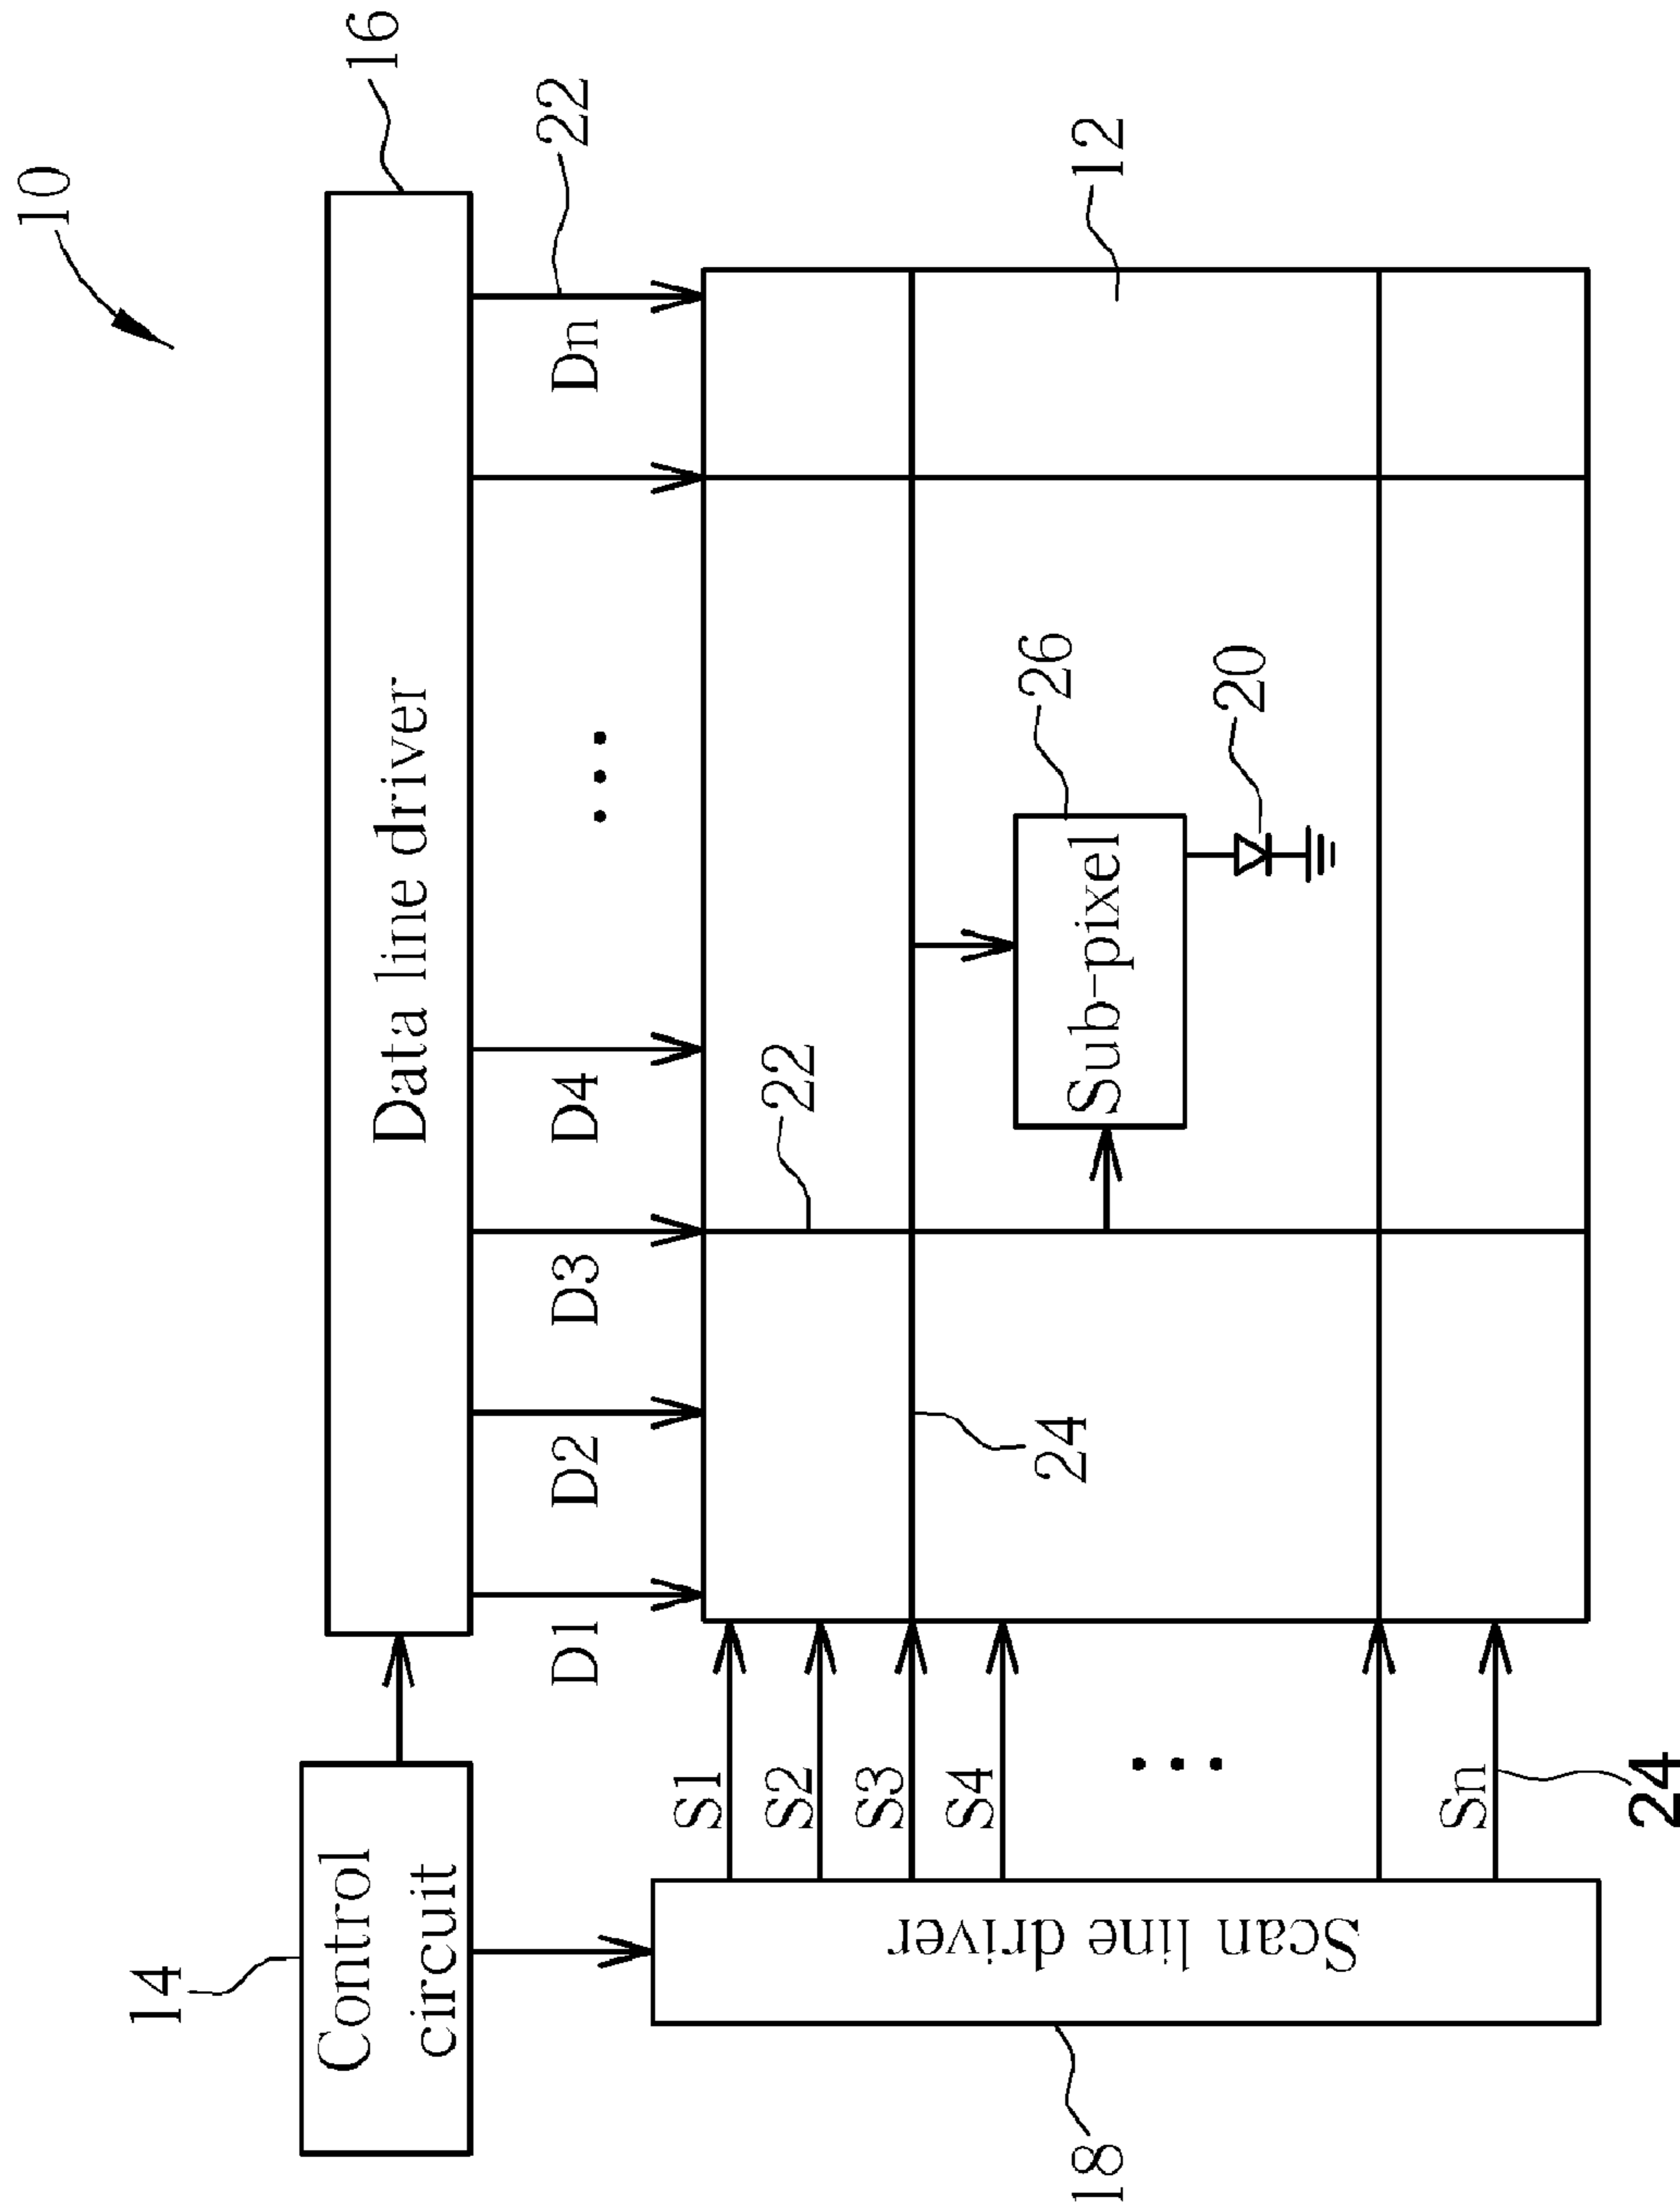 10
16
14
Control
circuit
Data line driver
22
D1
D2
D3
D4
...
Dn
18
Scan line driver
S1
S2
S3
S4
...
Sn
24
22
24
12
Sub-pixel
26
20